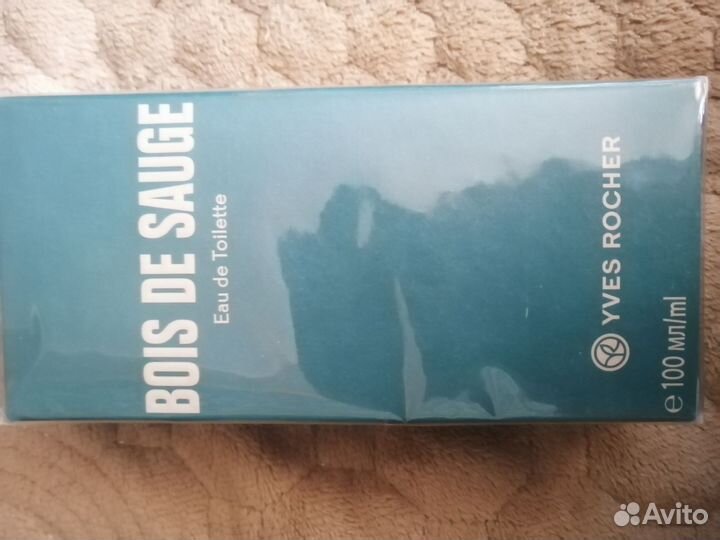 BOIS DE SAUGE
Eau de Toilette
YVES ROCHER
℮ 100 мл/ml
Avito